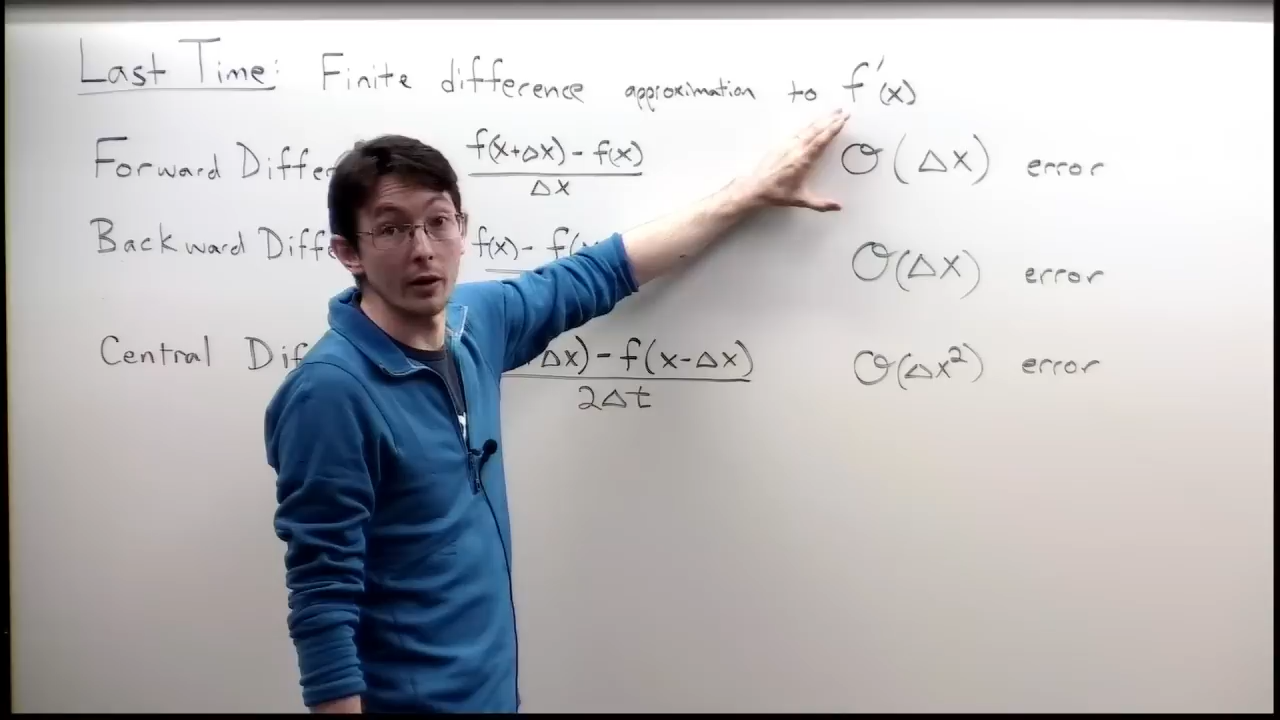 Last Time: Finite difference approximation to f'(x)
Forward Differ f(x+Δx) - f(x) / Δx O(Δx) error
Backward Diffe f(x) - f( O(Δx) error
Central Dif Δx) - f(x-Δx) / 2Δt O(Δx²) error